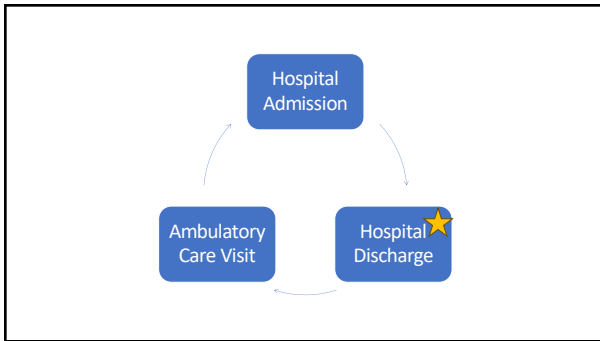 Hospital
Admission
Ambulatory
Care Visit
Hospital
Discharge